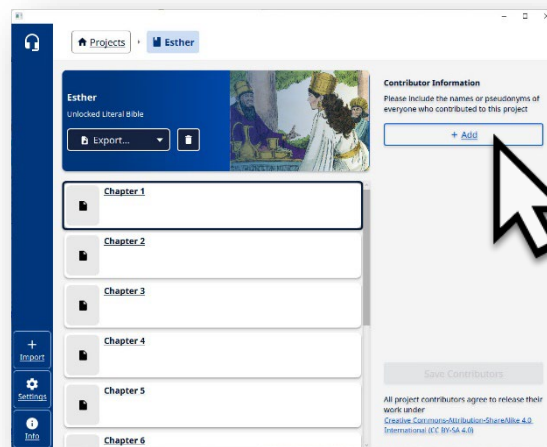 Projects
Esther
Esther
Unlocked Literal Bible
Export...
Chapter 1
Chapter 2
Chapter 3
Chapter 4
Chapter 5
Chapter 6
+
Import
Settings
Info
Contributor Information
Please include the names or pseudonyms of
everyone who contributed to this project
+ Add
Save Contributors
All project contributors agree to release their
work under
Creative Commons-Attribution-ShareAlike 4.0
International (CC BY-SA 4.0)